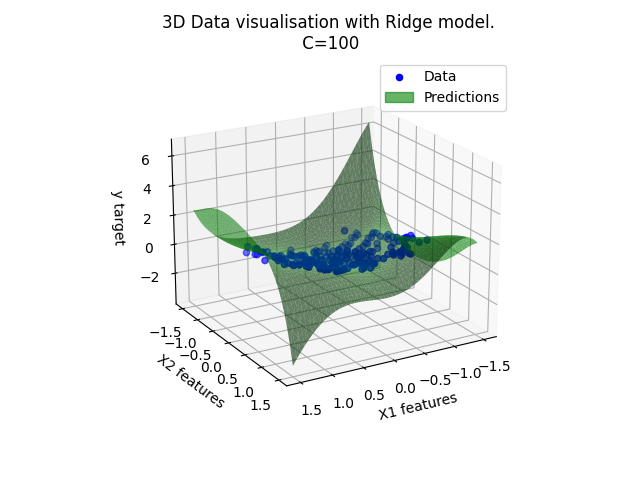 3D Data visualisation with Ridge model.
C=100
Data
Predictions
6
4
2
0
−2
y target
−1.5
−1.0
−0.5
0.0
0.5
1.0
1.5
X2 features
1.5
1.0
0.5
0.0
−0.5
−1.0
−1.5
X1 features